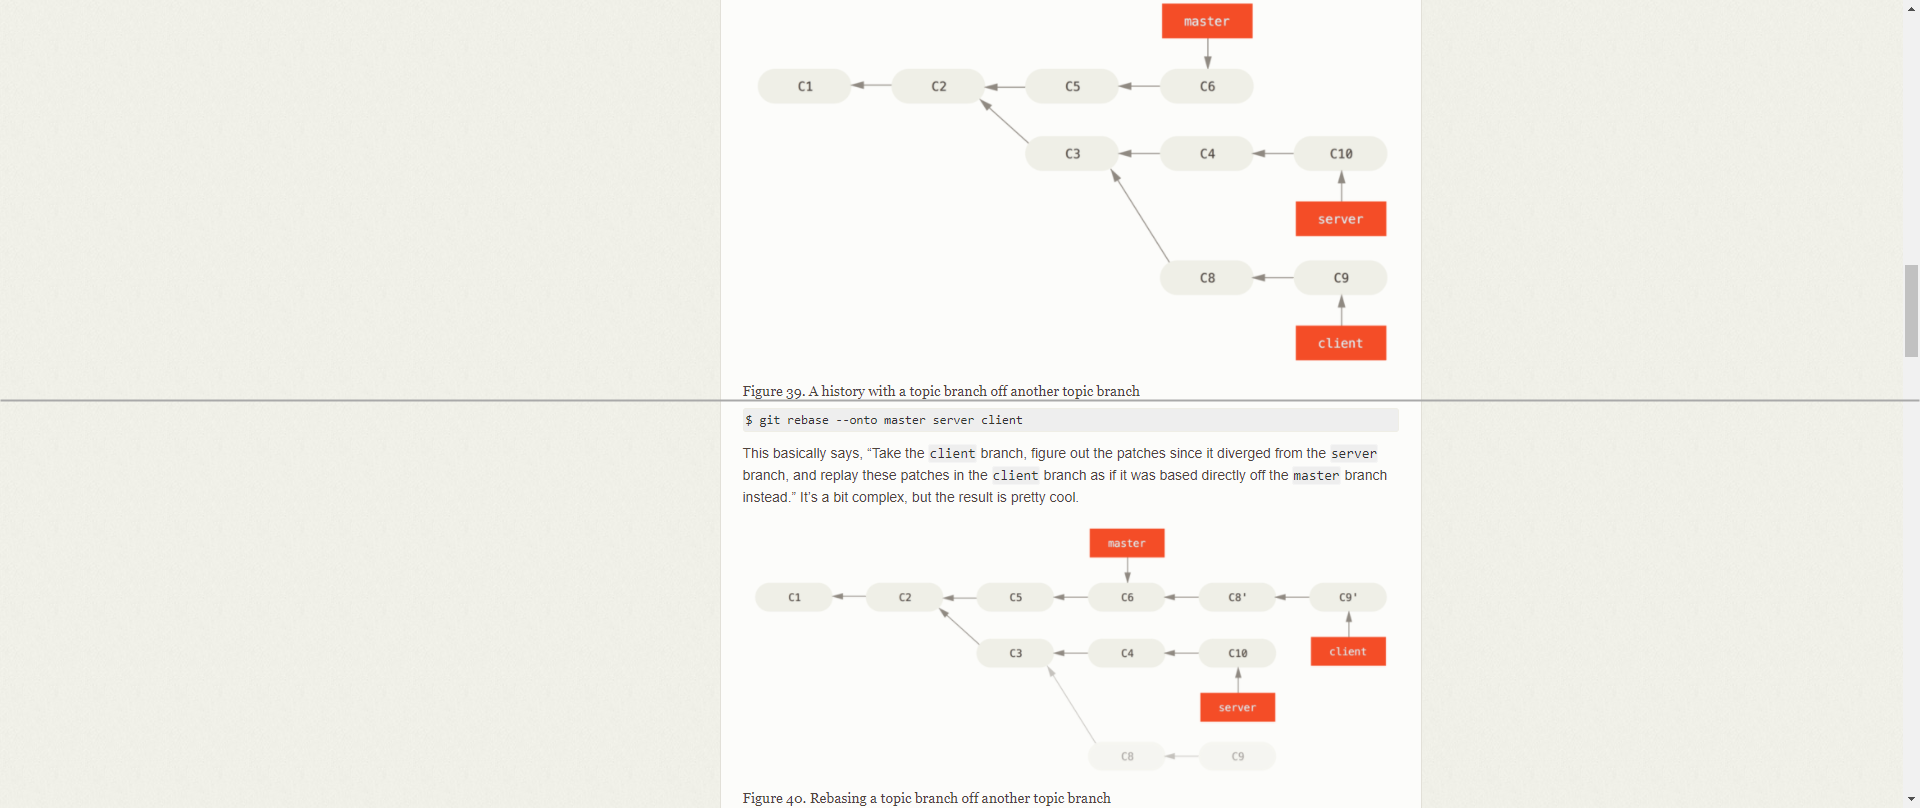 master
C1
C2
C5
C6
C3
C4
C10
server
C8
C9
client
Figure 39. A history with a topic branch off another topic branch
$ git rebase --onto master server client
This basically says, “Take the client branch, figure out the patches since it diverged from the server
branch, and replay these patches in the client branch as if it was based directly off the master branch
instead.” It’s a bit complex, but the result is pretty cool.
master
C1
C2
C5
C6
C8'
C9'
C3
C4
C10
client
server
C8
C9
Figure 40. Rebasing a topic branch off another topic branch